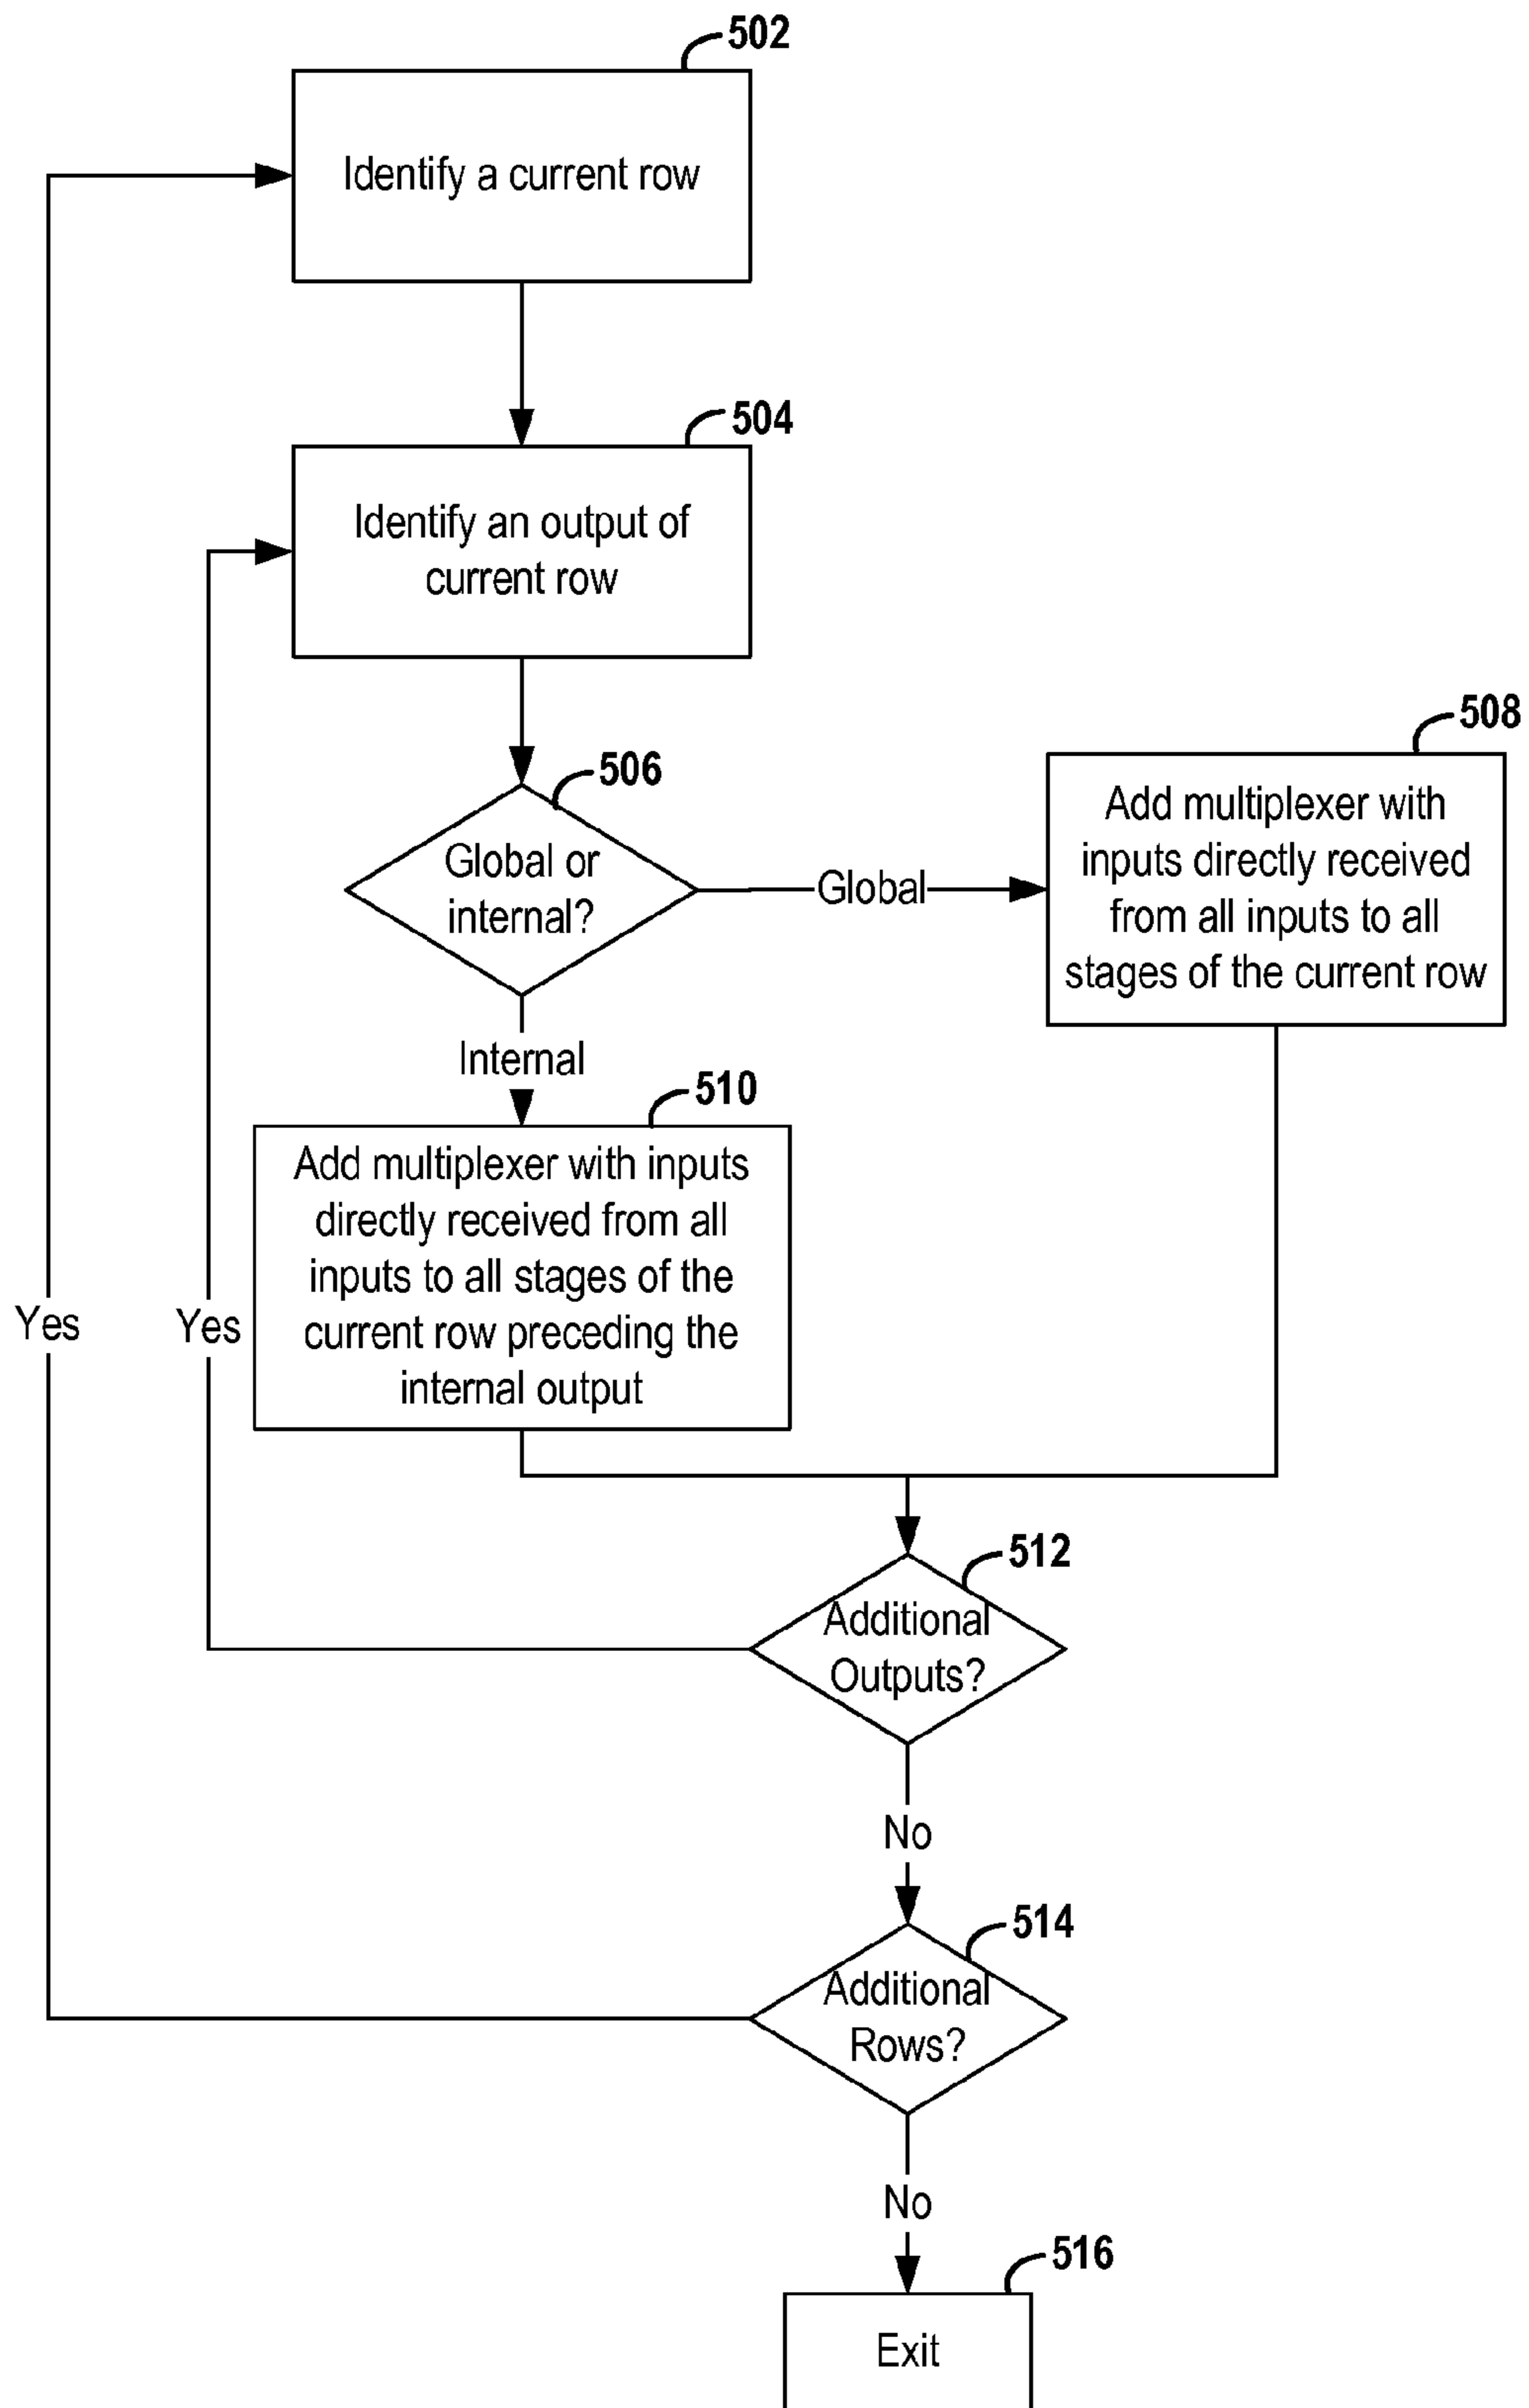 502
Identify a current row
504
Identify an output of
current row
506
Global or
internal?
Global
508
Add multiplexer with
inputs directly received
from all inputs to all
stages of the current row
Internal
510
Add multiplexer with inputs
directly received from all
inputs to all stages of the
current row preceding the
internal output
Yes
Yes
512
Additional
Outputs?
No
514
Additional
Rows?
No
516
Exit